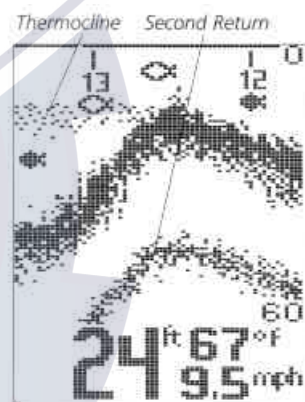 Thermocline Second Return
0
13 12
60
24 ft 67 °F
9.5 mph